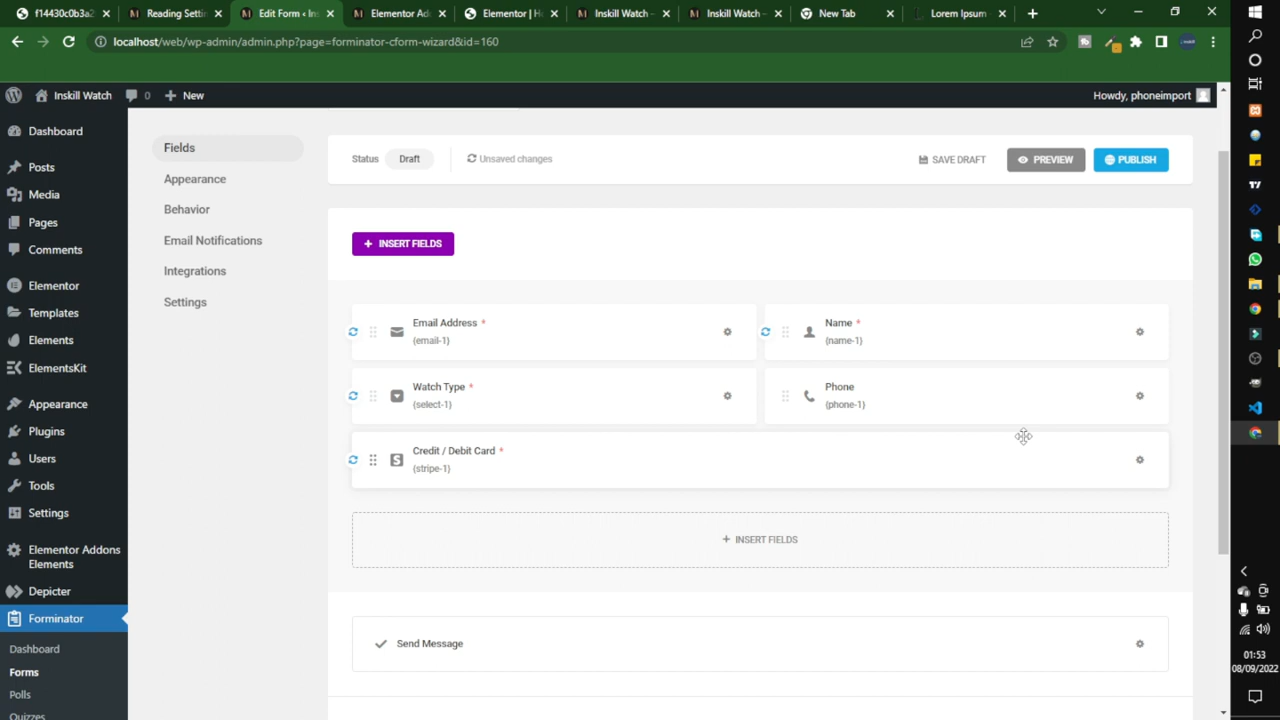 f14430c0b3a2
Reading Settin
Edit Form ‹ Ins
Elementor Ad
Elementor | H
Inskill Watch –
Inskill Watch –
New Tab
Lorem Ipsum
localhost/web/wp-admin/admin.php?page=forminator-cform-wizard&id=160
Inskill Watch
0
New
Howdy, phoneimport
Dashboard
Posts
Media
Pages
Comments
Elementor
Templates
Elements
ElementsKit
Appearance
Plugins
Users
Tools
Settings
Elementor Addons
Elements
Depicter
Forminator
Dashboard
Forms
Polls
Quizzes
Fields
Appearance
Behavior
Email Notifications
Integrations
Settings
Status Draft Unsaved changes
SAVE DRAFT PREVIEW PUBLISH
+ INSERT FIELDS
Email Address *
{email-1}
Name *
{name-1}
Watch Type *
{select-1}
Phone
{phone-1}
Credit / Debit Card *
{stripe-1}
+ INSERT FIELDS
Send Message
01:53
08/09/2022